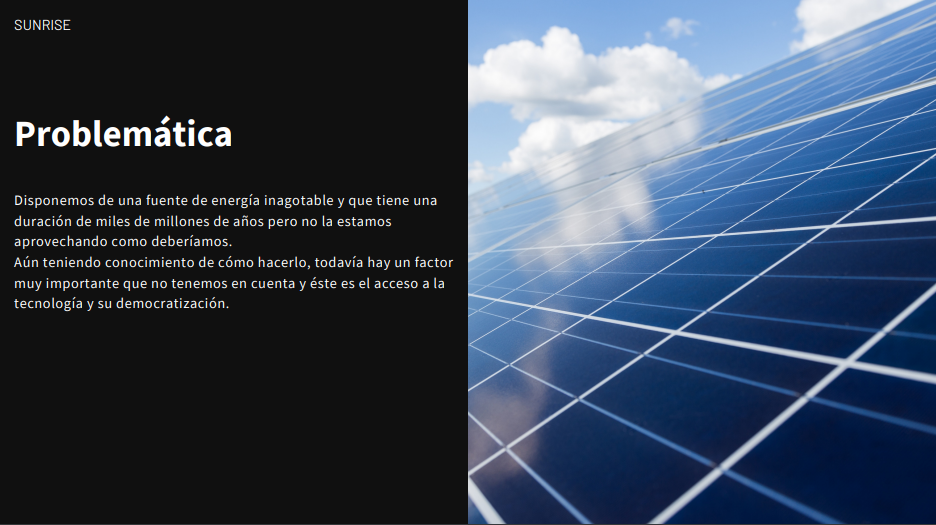 SUNRISE
Problemática
Disponemos de una fuente de energía inagotable y que tiene una
duración de miles de millones de años pero no la estamos
aprovechando como deberíamos.
Aún teniendo conocimiento de cómo hacerlo, todavía hay un factor
muy importante que no tenemos en cuenta y éste es el acceso a la
tecnología y su democratización.